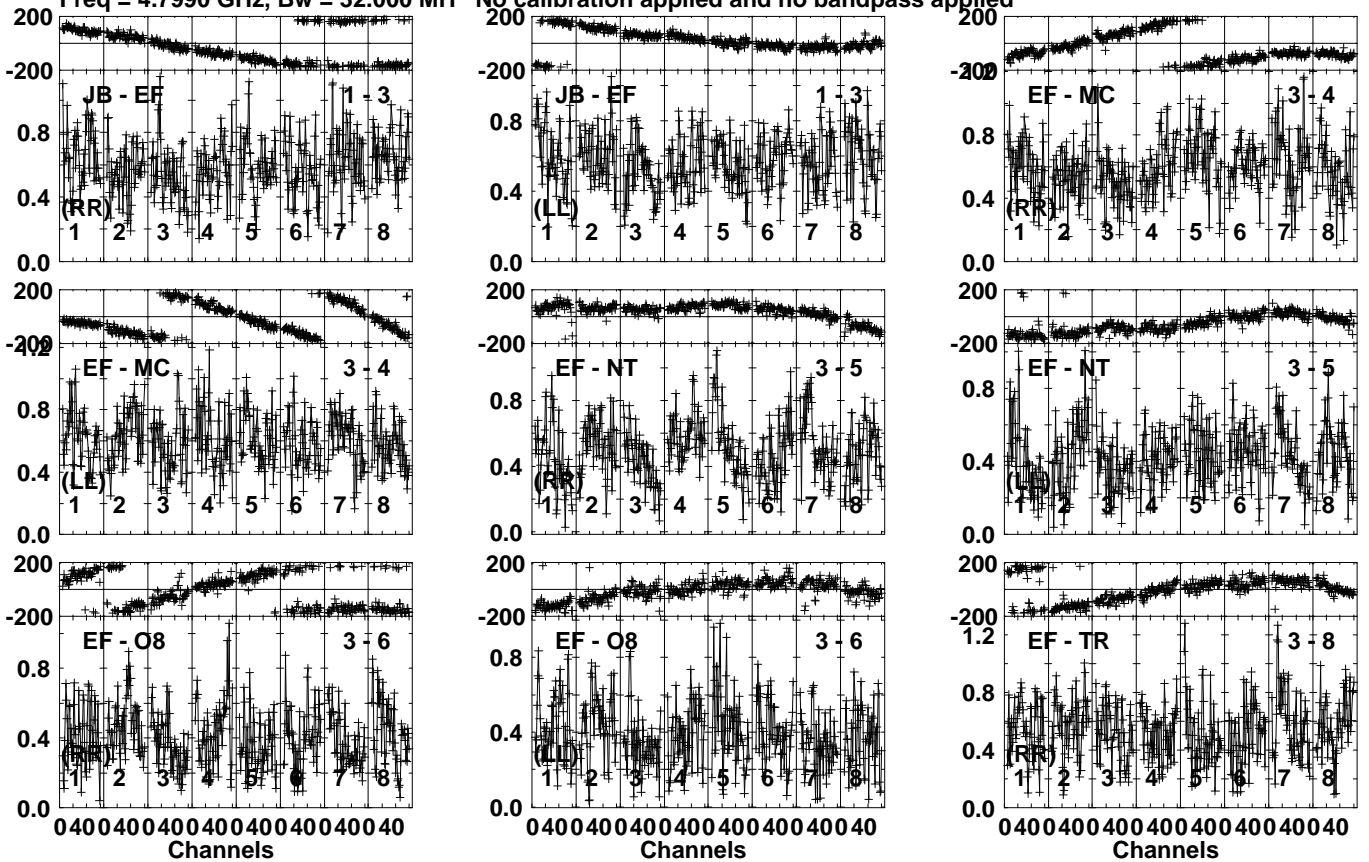 Freq = 4.7990 GHz, Bw = 32.000 MH No calibration applied and no bandpass applied
200 200 200
-200 -200 -200 1.2
JB - EF 1 - 3 JB - EF 1 - 3 EF - MC 3 - 4
0.8 0.8 0.8
0.4 0.4 0.4
(RR) (LL) (RR)
1 2 3 4 5 6 7 8 1 2 3 4 5 6 7 8 1 2 3 4 5 6 7 8
0.0 0.0 0.0
200 200 200
-200 1.2 -200 -200
EF - MC 3 - 4 EF - NT 3 - 5 EF - NT 3 - 5
0.8 0.8 0.8
0.4 0.4 0.4
(LL) (RR) (LL)
1 2 3 4 5 6 7 8 1 2 3 4 5 6 7 8 1 2 3 4 5 6 7 8
0.0 0.0 0.0
200 200 200
-200 -200 -200
EF - O8 3 - 6 EF - O8 3 - 6 EF - TR 3 - 8
1.2
0.8 0.8 0.8
0.4 0.4 0.4
(RR) (LL) (RR)
1 2 3 4 5 6 7 8 1 2 3 4 5 6 7 8 1 2 3 4 5 6 7 8
0.0 0.0 0.0
0 40 0 40 0 40 0 40 0 40 0 40 0 40 0 40 0 40 0 40 0 40 0 40 0 40 0 40 0 40 0 40 0 40 0 40 0 40 0 40 0 40 0 40 0 40 0 40
Channels Channels Channels